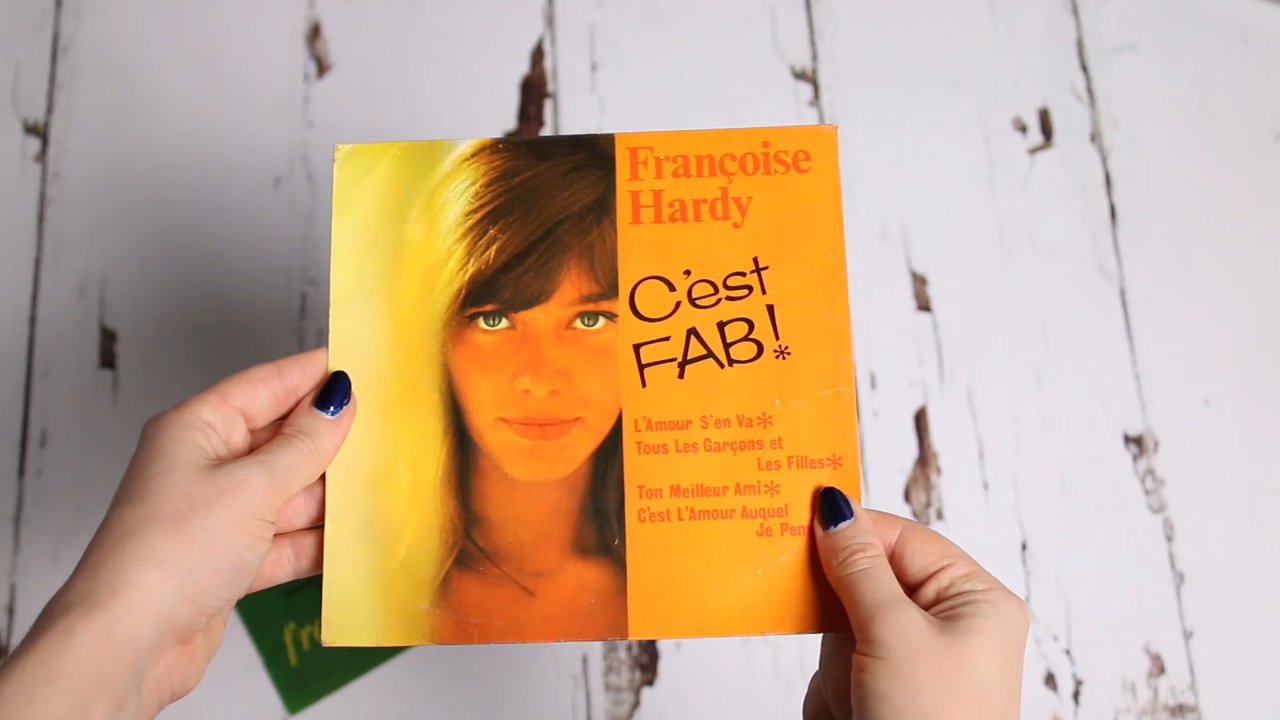 Françoise
Hardy
C'est
FAB!*
L'Amour S'en Va*
Tous Les Garçons et
Les Filles*
Ton Meilleur Ami*
C'est L'Amour Auquel
Je